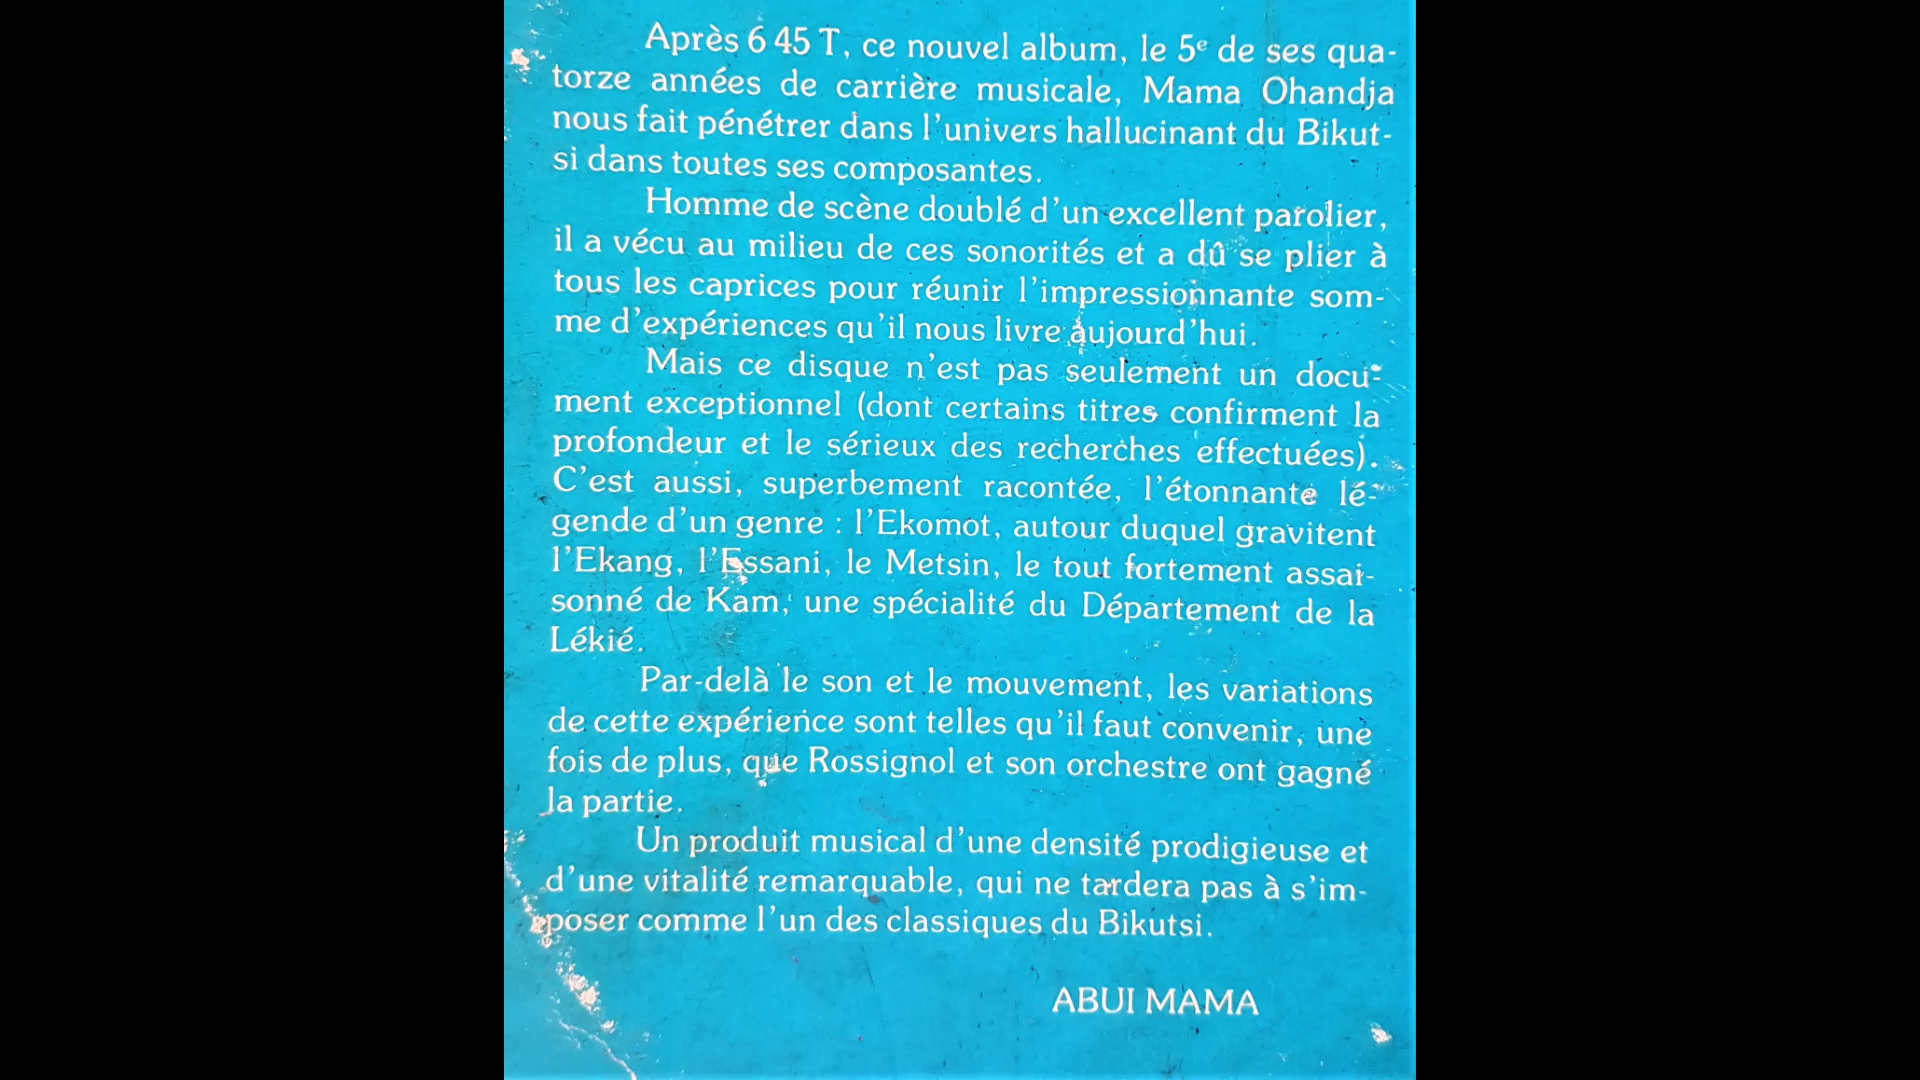 Après 6 45 T, ce nouvel album, le 5e de ses qua-
torze années de carrière musicale, Mama Ohandja
nous fait pénétrer dans l'univers hallucinant du Bikut-
si dans toutes ses composantes.
Homme de scène doublé d'un excellent parolier,
il a vécu au milieu de ces sonorités et a dû se plier à
tous les caprices pour réunir l'impressionnante som-
me d'expériences qu'il nous livre aujourd'hui.
Mais ce disque n'est pas seulement un docu-
ment exceptionnel (dont certains titres confirment la
profondeur et le sérieux des recherches effectuées).
C'est aussi, superbement racontée, l'étonnante lé-
gende d'un genre : l'Ekomot, autour duquel gravitent
l'Ekang, l'Essani, le Metsin, le tout fortement assai-
sonné de Kam, une spécialité du Département de la
Lékié.
Par-delà le son et le mouvement, les variations
de cette expérience sont telles qu'il faut convenir, une
fois de plus, que Rossignol et son orchestre ont gagné
la partie.
Un produit musical d'une densité prodigieuse et
d'une vitalité remarquable, qui ne tardera pas à s'im-
poser comme l'un des classiques du Bikutsi.
ABUI MAMA